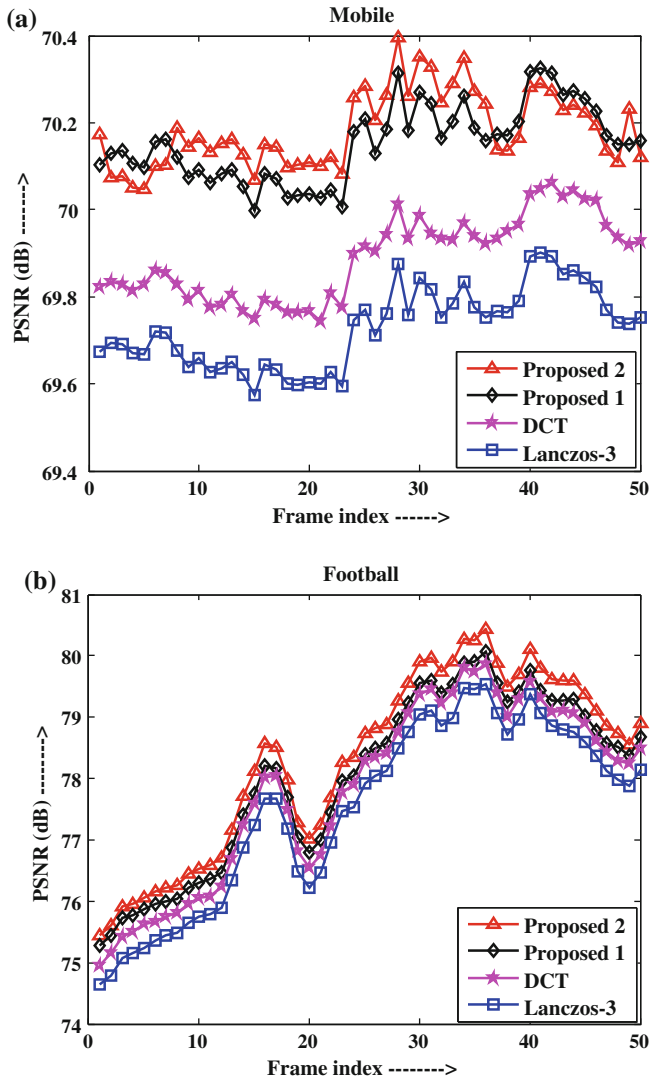 (a)
Mobile
70.4
70.2
70
69.8
69.6
69.4
PSNR (dB) ------->
Proposed 2
Proposed 1
DCT
Lanczos-3
0 10 20 30 40 50
Frame index ------>
(b)
Football
81
80
79
78
77
76
75
74
PSNR (dB) -------->
Proposed 2
Proposed 1
DCT
Lanczos-3
0 10 20 30 40 50
Frame index -------->